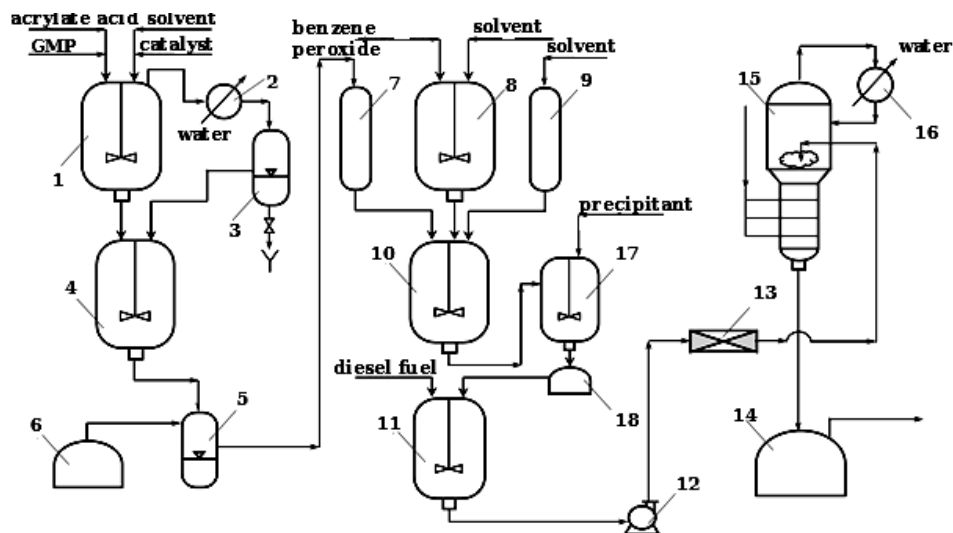 acrylate acid solvent
GMP
catalyst
benzene
peroxide
solvent
solvent
water
2
water
1
3
7
8
9
15
16
precipitant
4
10
17
13
diesel fuel
18
6
5
11
14
12